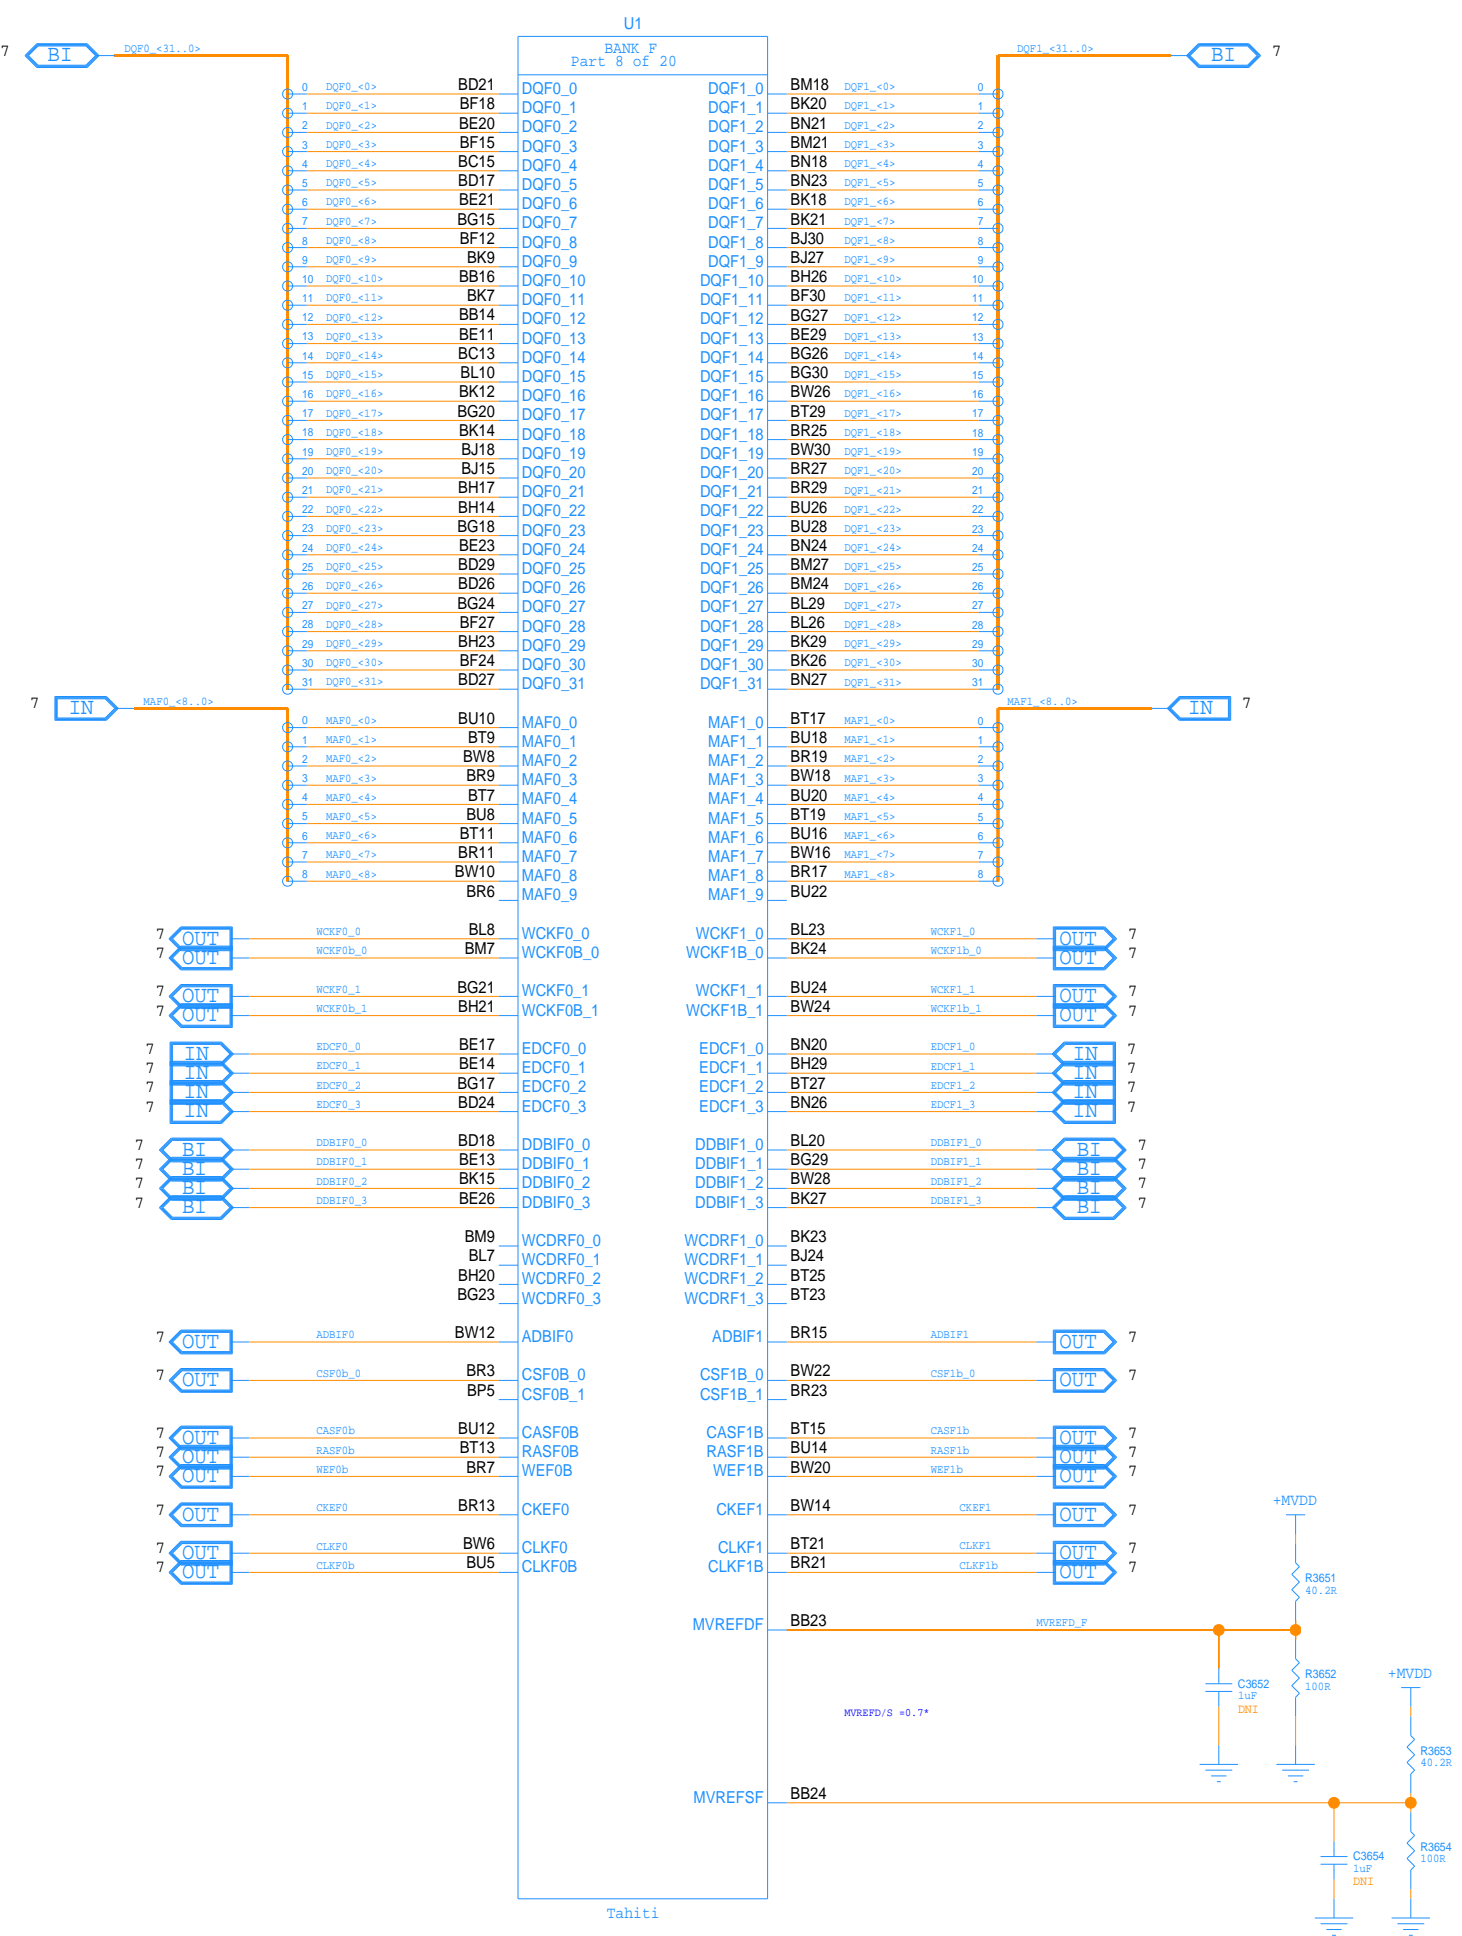 U1
BANK F
Part 8 of 20
7 BI DQF0_<31..0> DQF1_<31..0> BI 7
0 DQF0_<0> BD21 DQF0_0 DQF1_0 BM18 DQF1_<0> 0
1 DQF0_<1> BF18 DQF0_1 DQF1_1 BK20 DQF1_<1> 1
2 DQF0_<2> BE20 DQF0_2 DQF1_2 BN21 DQF1_<2> 2
3 DQF0_<3> BF15 DQF0_3 DQF1_3 BM21 DQF1_<3> 3
4 DQF0_<4> BC15 DQF0_4 DQF1_4 BN18 DQF1_<4> 4
5 DQF0_<5> BD17 DQF0_5 DQF1_5 BN23 DQF1_<5> 5
6 DQF0_<6> BE21 DQF0_6 DQF1_6 BK18 DQF1_<6> 6
7 DQF0_<7> BG15 DQF0_7 DQF1_7 BK21 DQF1_<7> 7
8 DQF0_<8> BF12 DQF0_8 DQF1_8 BJ30 DQF1_<8> 8
9 DQF0_<9> BK9 DQF0_9 DQF1_9 BJ27 DQF1_<9> 9
10 DQF0_<10> BB16 DQF0_10 DQF1_10 BH26 DQF1_<10> 10
11 DQF0_<11> BK7 DQF0_11 DQF1_11 BF30 DQF1_<11> 11
12 DQF0_<12> BB14 DQF0_12 DQF1_12 BG27 DQF1_<12> 12
13 DQF0_<13> BE11 DQF0_13 DQF1_13 BE29 DQF1_<13> 13
14 DQF0_<14> BC13 DQF0_14 DQF1_14 BG26 DQF1_<14> 14
15 DQF0_<15> BL10 DQF0_15 DQF1_15 BG30 DQF1_<15> 15
16 DQF0_<16> BK12 DQF0_16 DQF1_16 BW26 DQF1_<16> 16
17 DQF0_<17> BG20 DQF0_17 DQF1_17 BT29 DQF1_<17> 17
18 DQF0_<18> BK14 DQF0_18 DQF1_18 BR25 DQF1_<18> 18
19 DQF0_<19> BJ18 DQF0_19 DQF1_19 BW30 DQF1_<19> 19
20 DQF0_<20> BJ15 DQF0_20 DQF1_20 BR27 DQF1_<20> 20
21 DQF0_<21> BH17 DQF0_21 DQF1_21 BR29 DQF1_<21> 21
22 DQF0_<22> BH14 DQF0_22 DQF1_22 BU26 DQF1_<22> 22
23 DQF0_<23> BG18 DQF0_23 DQF1_23 BU28 DQF1_<23> 23
24 DQF0_<24> BE23 DQF0_24 DQF1_24 BN24 DQF1_<24> 24
25 DQF0_<25> BD29 DQF0_25 DQF1_25 BM27 DQF1_<25> 25
26 DQF0_<26> BD26 DQF0_26 DQF1_26 BM24 DQF1_<26> 26
27 DQF0_<27> BG24 DQF0_27 DQF1_27 BL29 DQF1_<27> 27
28 DQF0_<28> BF27 DQF0_28 DQF1_28 BL26 DQF1_<28> 28
29 DQF0_<29> BH23 DQF0_29 DQF1_29 BK29 DQF1_<29> 29
30 DQF0_<30> BF24 DQF0_30 DQF1_30 BK26 DQF1_<30> 30
31 DQF0_<31> BD27 DQF0_31 DQF1_31 BN27 DQF1_<31> 31
7 IN MAF0_<8..0> MAF1_<8..0> IN 7
0 MAF0_<0> BU10 MAF0_0 MAF1_0 BT17 MAF1_<0> 0
1 MAF0_<1> BT9 MAF0_1 MAF1_1 BU18 MAF1_<1> 1
2 MAF0_<2> BW8 MAF0_2 MAF1_2 BR19 MAF1_<2> 2
3 MAF0_<3> BR9 MAF0_3 MAF1_3 BW18 MAF1_<3> 3
4 MAF0_<4> BT7 MAF0_4 MAF1_4 BU20 MAF1_<4> 4
5 MAF0_<5> BU8 MAF0_5 MAF1_5 BT19 MAF1_<5> 5
6 MAF0_<6> BT11 MAF0_6 MAF1_6 BU16 MAF1_<6> 6
7 MAF0_<7> BR11 MAF0_7 MAF1_7 BW16 MAF1_<7> 7
8 MAF0_<8> BW10 MAF0_8 MAF1_8 BR17 MAF1_<8> 8
BR6 MAF0_9 MAF1_9 BU22
7 OUT WCKF0_0 BL8 WCKF0_0 WCKF1_0 BL23 WCKF1_0 OUT 7
7 OUT WCKF0b_0 BM7 WCKF0B_0 WCKF1B_0 BK24 WCKF1b_0 OUT 7
7 OUT WCKF0_1 BG21 WCKF0_1 WCKF1_1 BU24 WCKF1_1 OUT 7
7 OUT WCKF0b_1 BH21 WCKF0B_1 WCKF1B_1 BW24 WCKF1b_1 OUT 7
7 IN EDCF0_0 BE17 EDCF0_0 EDCF1_0 BN20 EDCF1_0 IN 7
7 IN EDCF0_1 BE14 EDCF0_1 EDCF1_1 BH29 EDCF1_1 IN 7
7 IN EDCF0_2 BG17 EDCF0_2 EDCF1_2 BT27 EDCF1_2 IN 7
7 IN EDCF0_3 BD24 EDCF0_3 EDCF1_3 BN26 EDCF1_3 IN 7
7 BI DDBIF0_0 BD18 DDBIF0_0 DDBIF1_0 BL20 DDBIF1_0 BI 7
7 BI DDBIF0_1 BE13 DDBIF0_1 DDBIF1_1 BG29 DDBIF1_1 BI 7
7 BI DDBIF0_2 BK15 DDBIF0_2 DDBIF1_2 BW28 DDBIF1_2 BI 7
7 BI DDBIF0_3 BE26 DDBIF0_3 DDBIF1_3 BK27 DDBIF1_3 BI 7
BM9 WCDRF0_0 WCDRF1_0 BK23
BL7 WCDRF0_1 WCDRF1_1 BJ24
BH20 WCDRF0_2 WCDRF1_2 BT25
BG23 WCDRF0_3 WCDRF1_3 BT23
7 OUT ADBIF0 BW12 ADBIF0 ADBIF1 BR15 ADBIF1 OUT 7
7 OUT CSF0b_0 BR3 CSF0B_0 CSF1B_0 BW22 CSF1b_0 OUT 7
BP5 CSF0B_1 CSF1B_1 BR23
7 OUT CASF0b BU12 CASF0B CASF1B BT15 CASF1b OUT 7
7 OUT RASF0b BT13 RASF0B RASF1B BU14 RASF1b OUT 7
7 OUT WEF0b BR7 WEF0B WEF1B BW20 WEF1b OUT 7
7 OUT CKEF0 BR13 CKEF0 CKEF1 BW14 CKEF1 OUT 7
+MVDD
7 OUT CLKF0 BW6 CLKF0 CLKF1 BT21 CLKF1 OUT 7
7 OUT CLKF0b BU5 CLKF0B CLKF1B BR21 CLKF1b OUT 7
R3651
40.2R
MVREFDF BB23 MVREFD_F
R3652
100R
C3652
1uF
DNI
+MVDD
MVREFD/S =0.7*
R3653
40.2R
MVREFSF BB24
R3654
100R
C3654
1uF
DNI
Tahiti